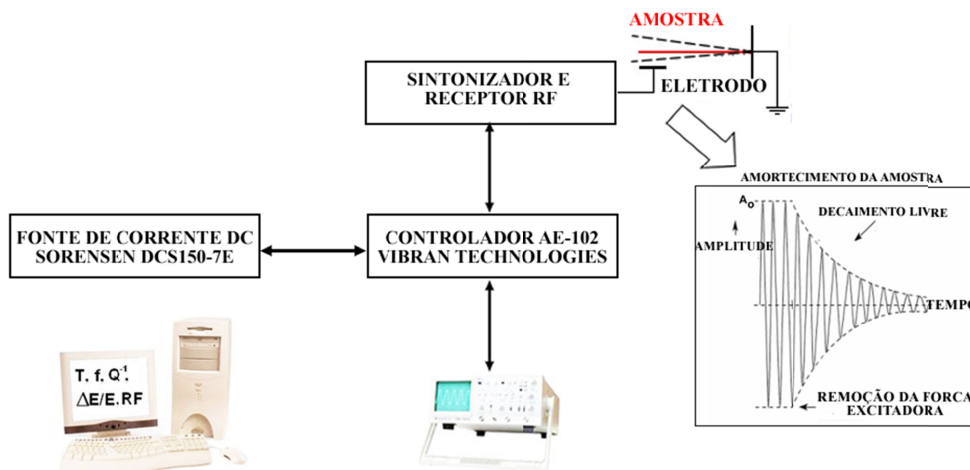 AMOSTRA
SINTONIZADOR E
RECEPTOR RF
ELETRODO
AMORTECIMENTO DA AMOSTRA
A₀
DECAIMENTO LIVRE
AMPLITUDE
TEMPO
REMOÇÃO DA FORCA
EXCITADORA
FONTE DE CORRENTE DC
SORENSEN DCS150-7E
CONTROLADOR AE-102
VIBRAN TECHNOLOGIES
T, f, Q⁻¹,
ΔE/E,RF